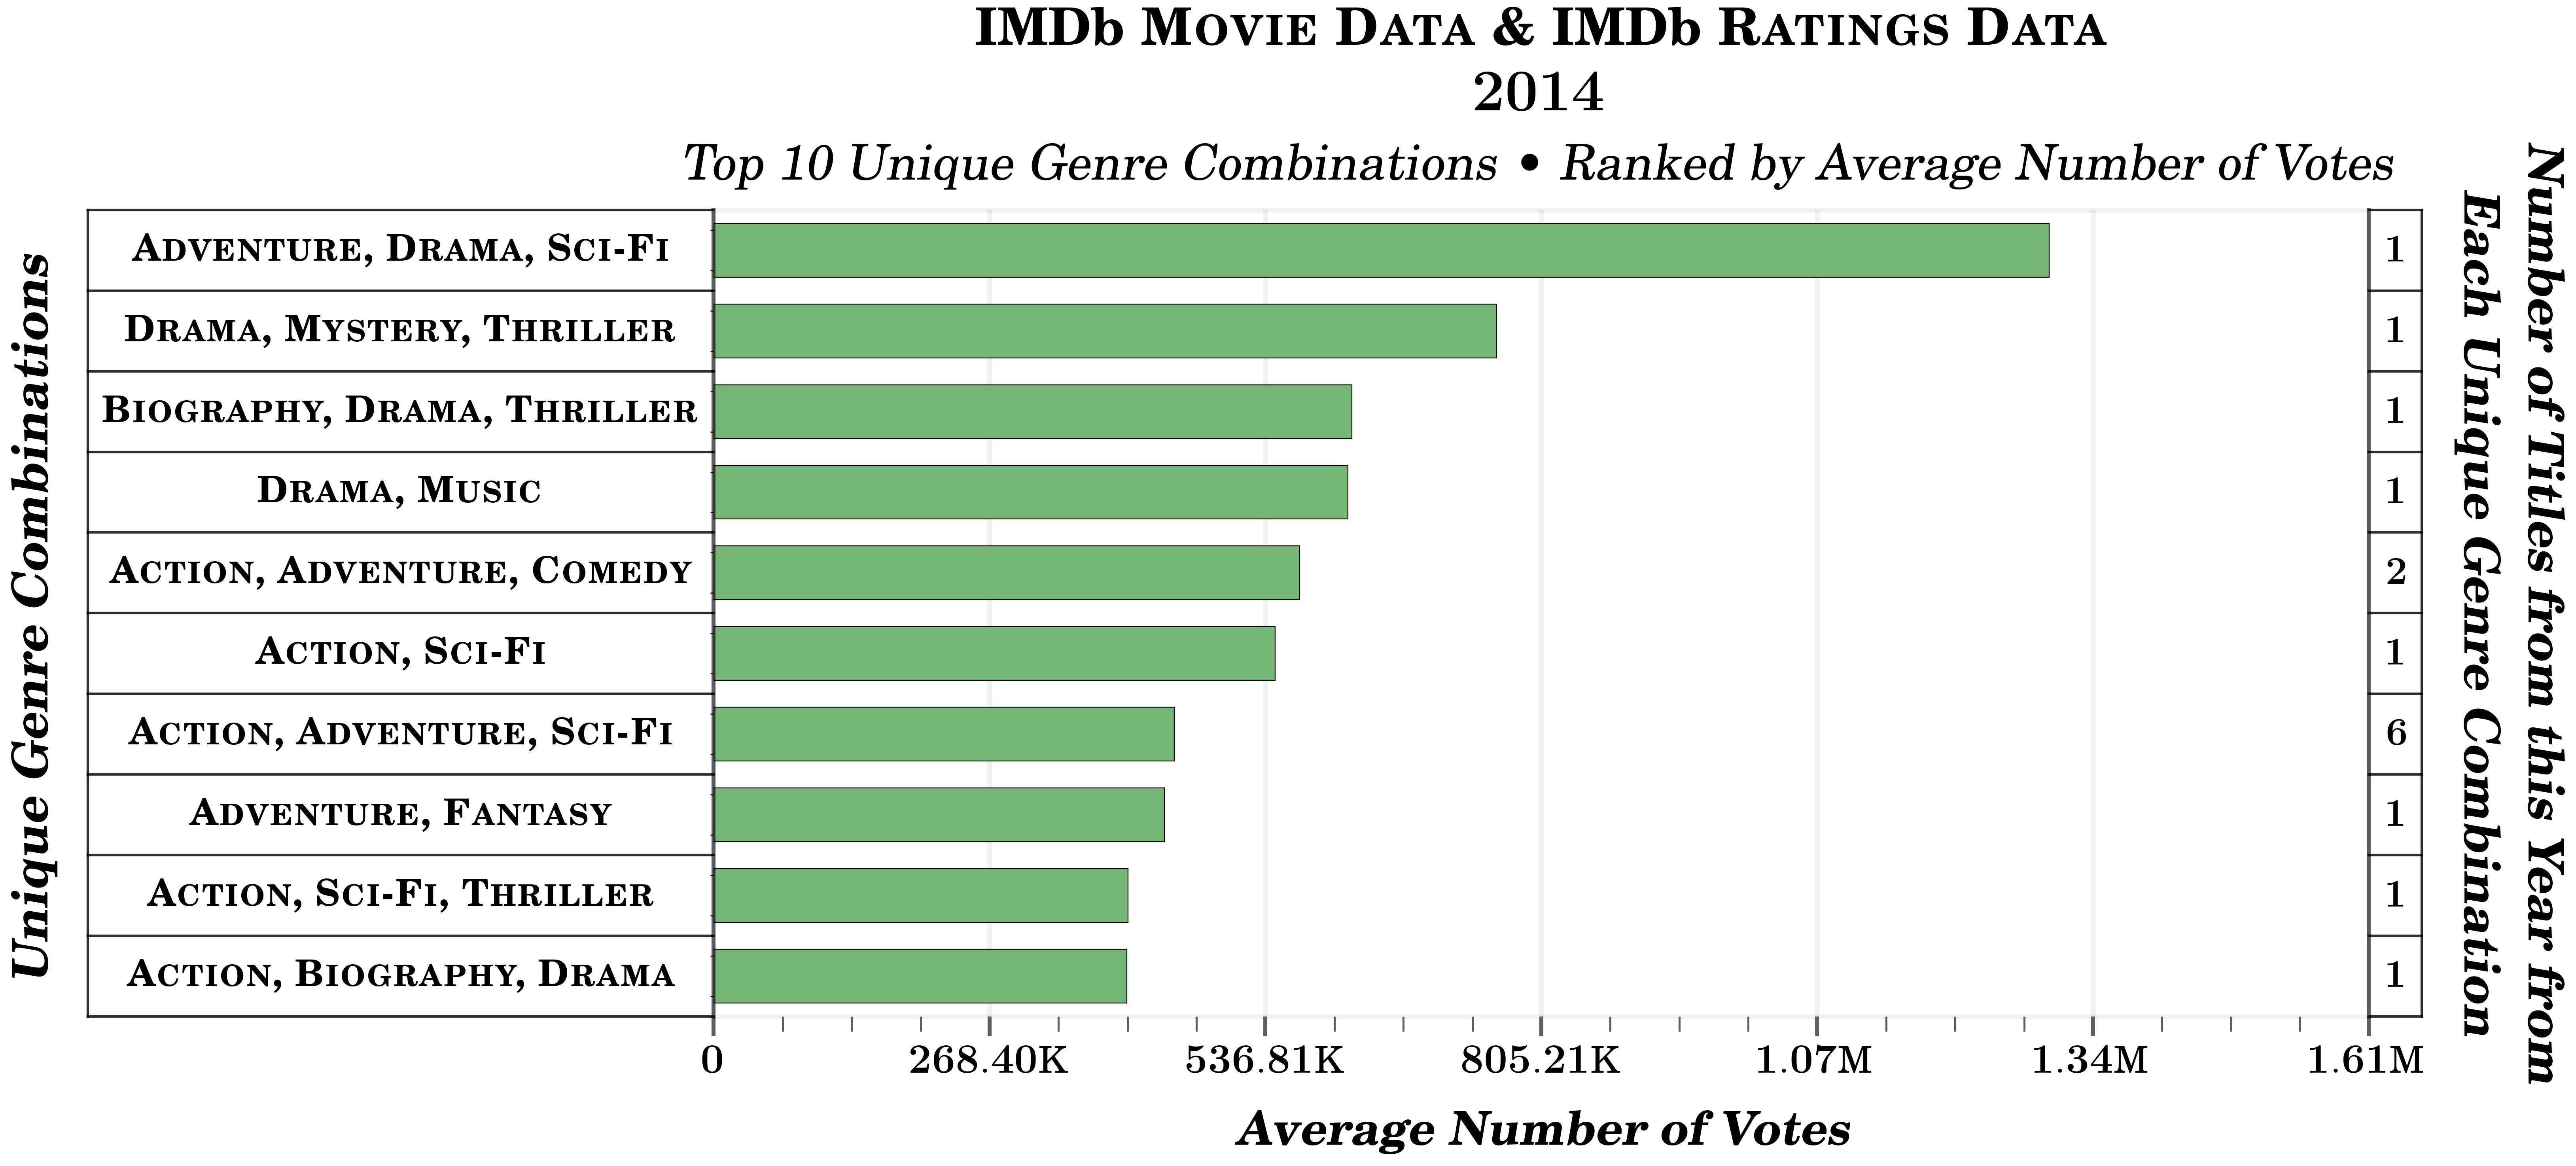 IMDb Movie Data & IMDb Ratings Data
2014
Top 10 Unique Genre Combinations • Ranked by Average Number of Votes
Unique Genre Combinations
Adventure, Drama, Sci-Fi
1
Drama, Mystery, Thriller
1
Biography, Drama, Thriller
1
Drama, Music
1
Action, Adventure, Comedy
2
Action, Sci-Fi
1
Action, Adventure, Sci-Fi
6
Adventure, Fantasy
1
Action, Sci-Fi, Thriller
1
Action, Biography, Drama
1
Number of Titles from this Year from
Each Unique Genre Combination
0 268.40K 536.81K 805.21K 1.07M 1.34M 1.61M
Average Number of Votes